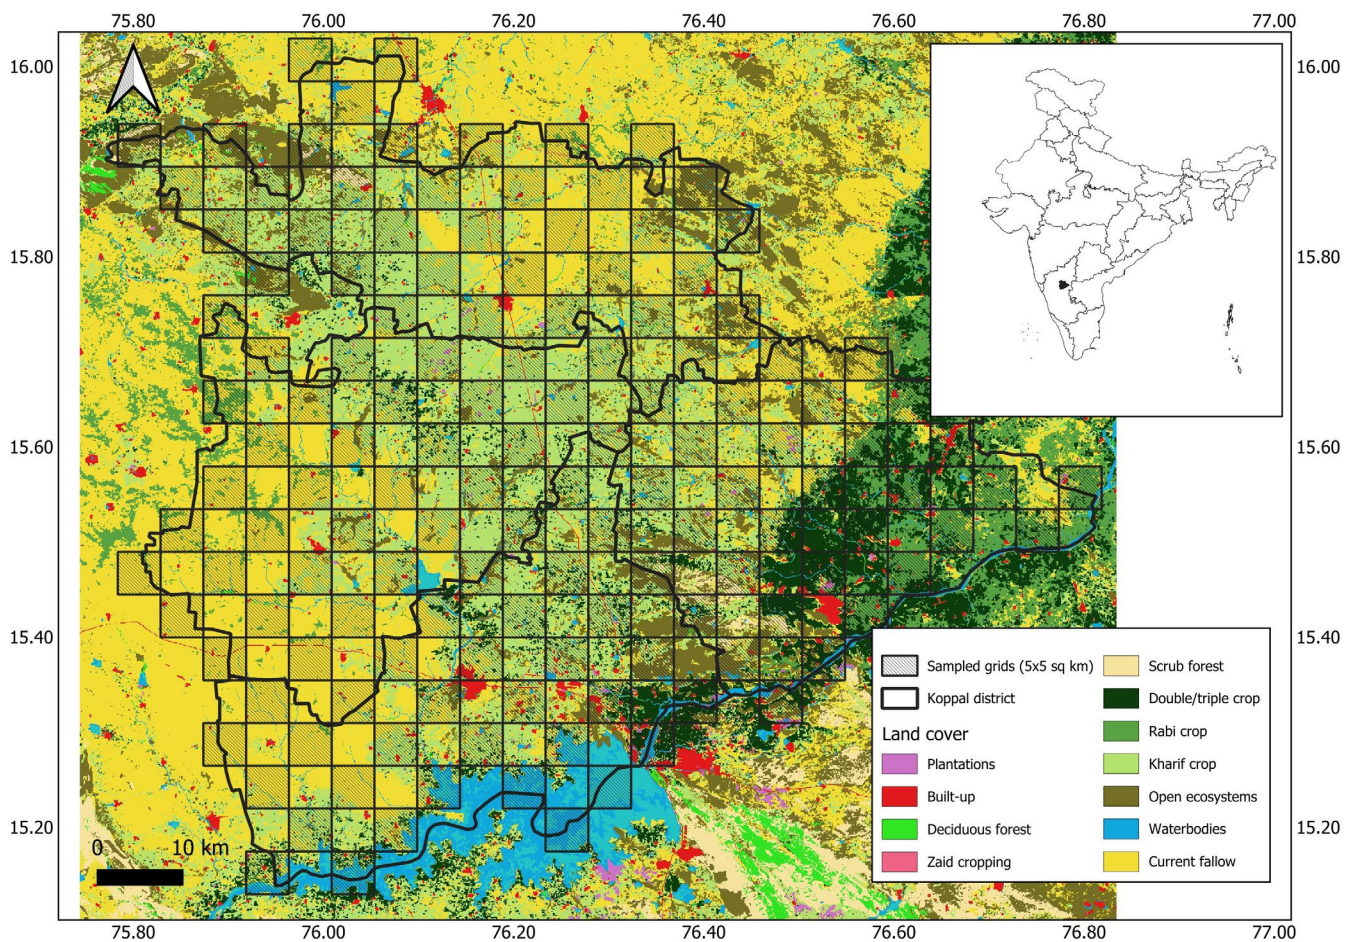 75.80 76.00 76.20 76.40 76.60 76.80 77.00
16.00 16.00
15.80 15.80
15.60 15.60
15.40 15.40
Sampled grids (5x5 sq km)
Koppal district
Land cover
Plantations
Built-up
Deciduous forest
Zaid cropping
Scrub forest
Double/triple crop
Rabi crop
Kharif crop
Open ecosystems
Waterbodies
Current fallow
15.20 15.20
0 10 km
75.80 76.00 76.20 76.40 76.60 76.80 77.00